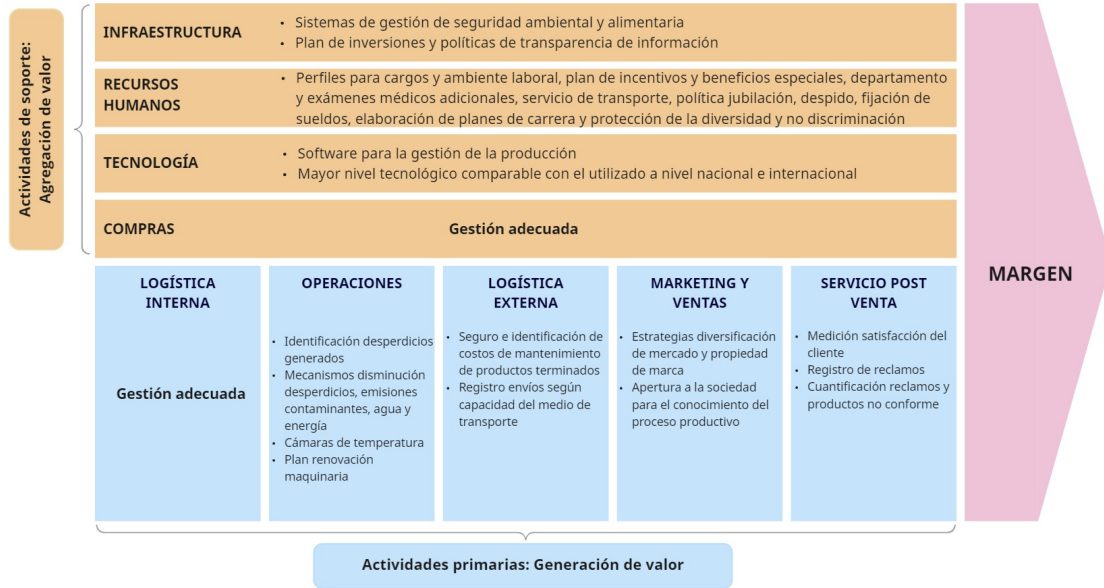 Actividades de soporte:
Agregación de valor
INFRAESTRUCTURA
• Sistemas de gestión de seguridad ambiental y alimentaria
• Plan de inversiones y políticas de transparencia de información
RECURSOS
HUMANOS
• Perfiles para cargos y ambiente laboral, plan de incentivos y beneficios especiales, departamento
y exámenes médicos adicionales, servicio de transporte, política jubilación, despido, fijación de
sueldos, elaboración de planes de carrera y protección de la diversidad y no discriminación
TECNOLOGÍA
• Software para la gestión de la producción
• Mayor nivel tecnológico comparable con el utilizado a nivel nacional e internacional
COMPRAS
Gestión adecuada
LOGÍSTICA
INTERNA
Gestión adecuada
OPERACIONES
• Identificación desperdicios
generados
• Mecanismos disminución
desperdicios, emisiones
contaminantes, agua y
energía
• Cámaras de temperatura
• Plan renovación
maquinaria
LOGÍSTICA
EXTERNA
• Seguro e identificación de
costos de mantenimiento
de productos terminados
• Registro envíos según
capacidad del medio de
transporte
MARKETING Y
VENTAS
• Estrategias diversificación
de mercado y propiedad
de marca
• Apertura a la sociedad
para el conocimiento del
proceso productivo
SERVICIO POST
VENTA
• Medición satisfacción del
cliente
• Registro de reclamos
• Cuantificación reclamos y
productos no conforme
MARGEN
Actividades primarias: Generación de valor